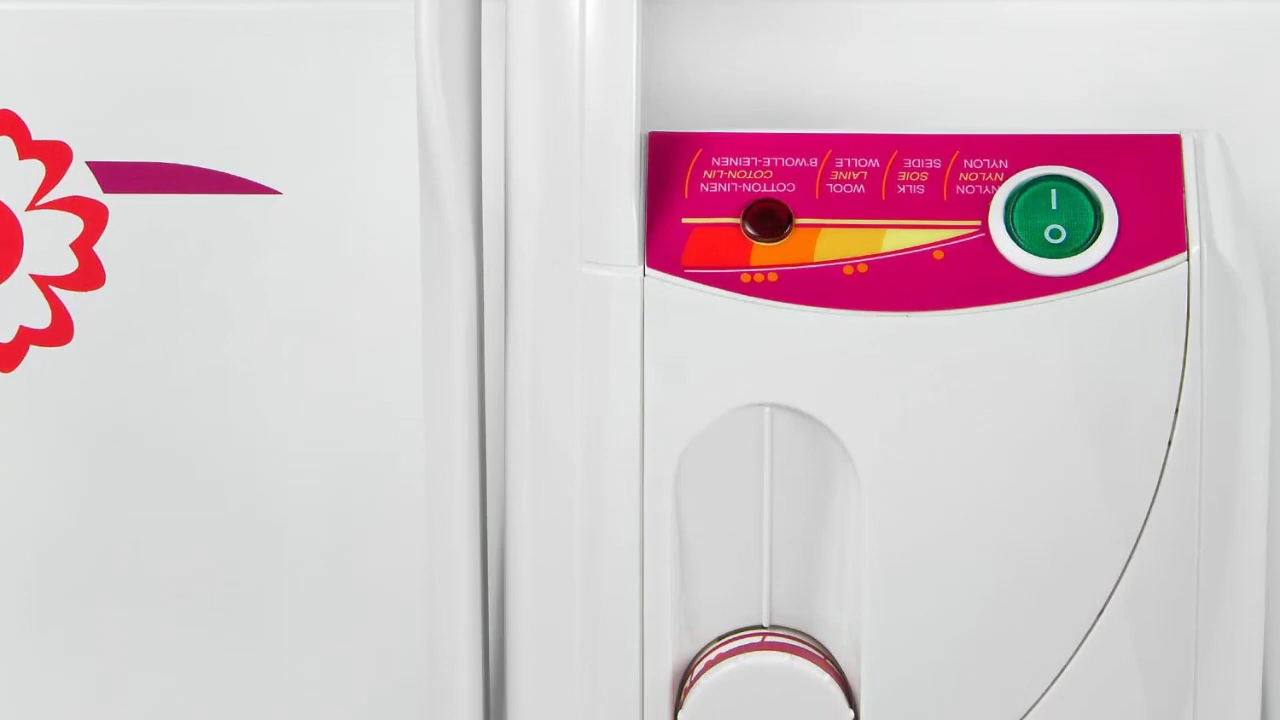 NYLON
NYLON
NYLON
SILK
SOIE
SEIDE
WOOL
LAINE
WOLLE
COTTON-LINEN
COTON-LIN
B'WOLLE-LEINEN
I
O